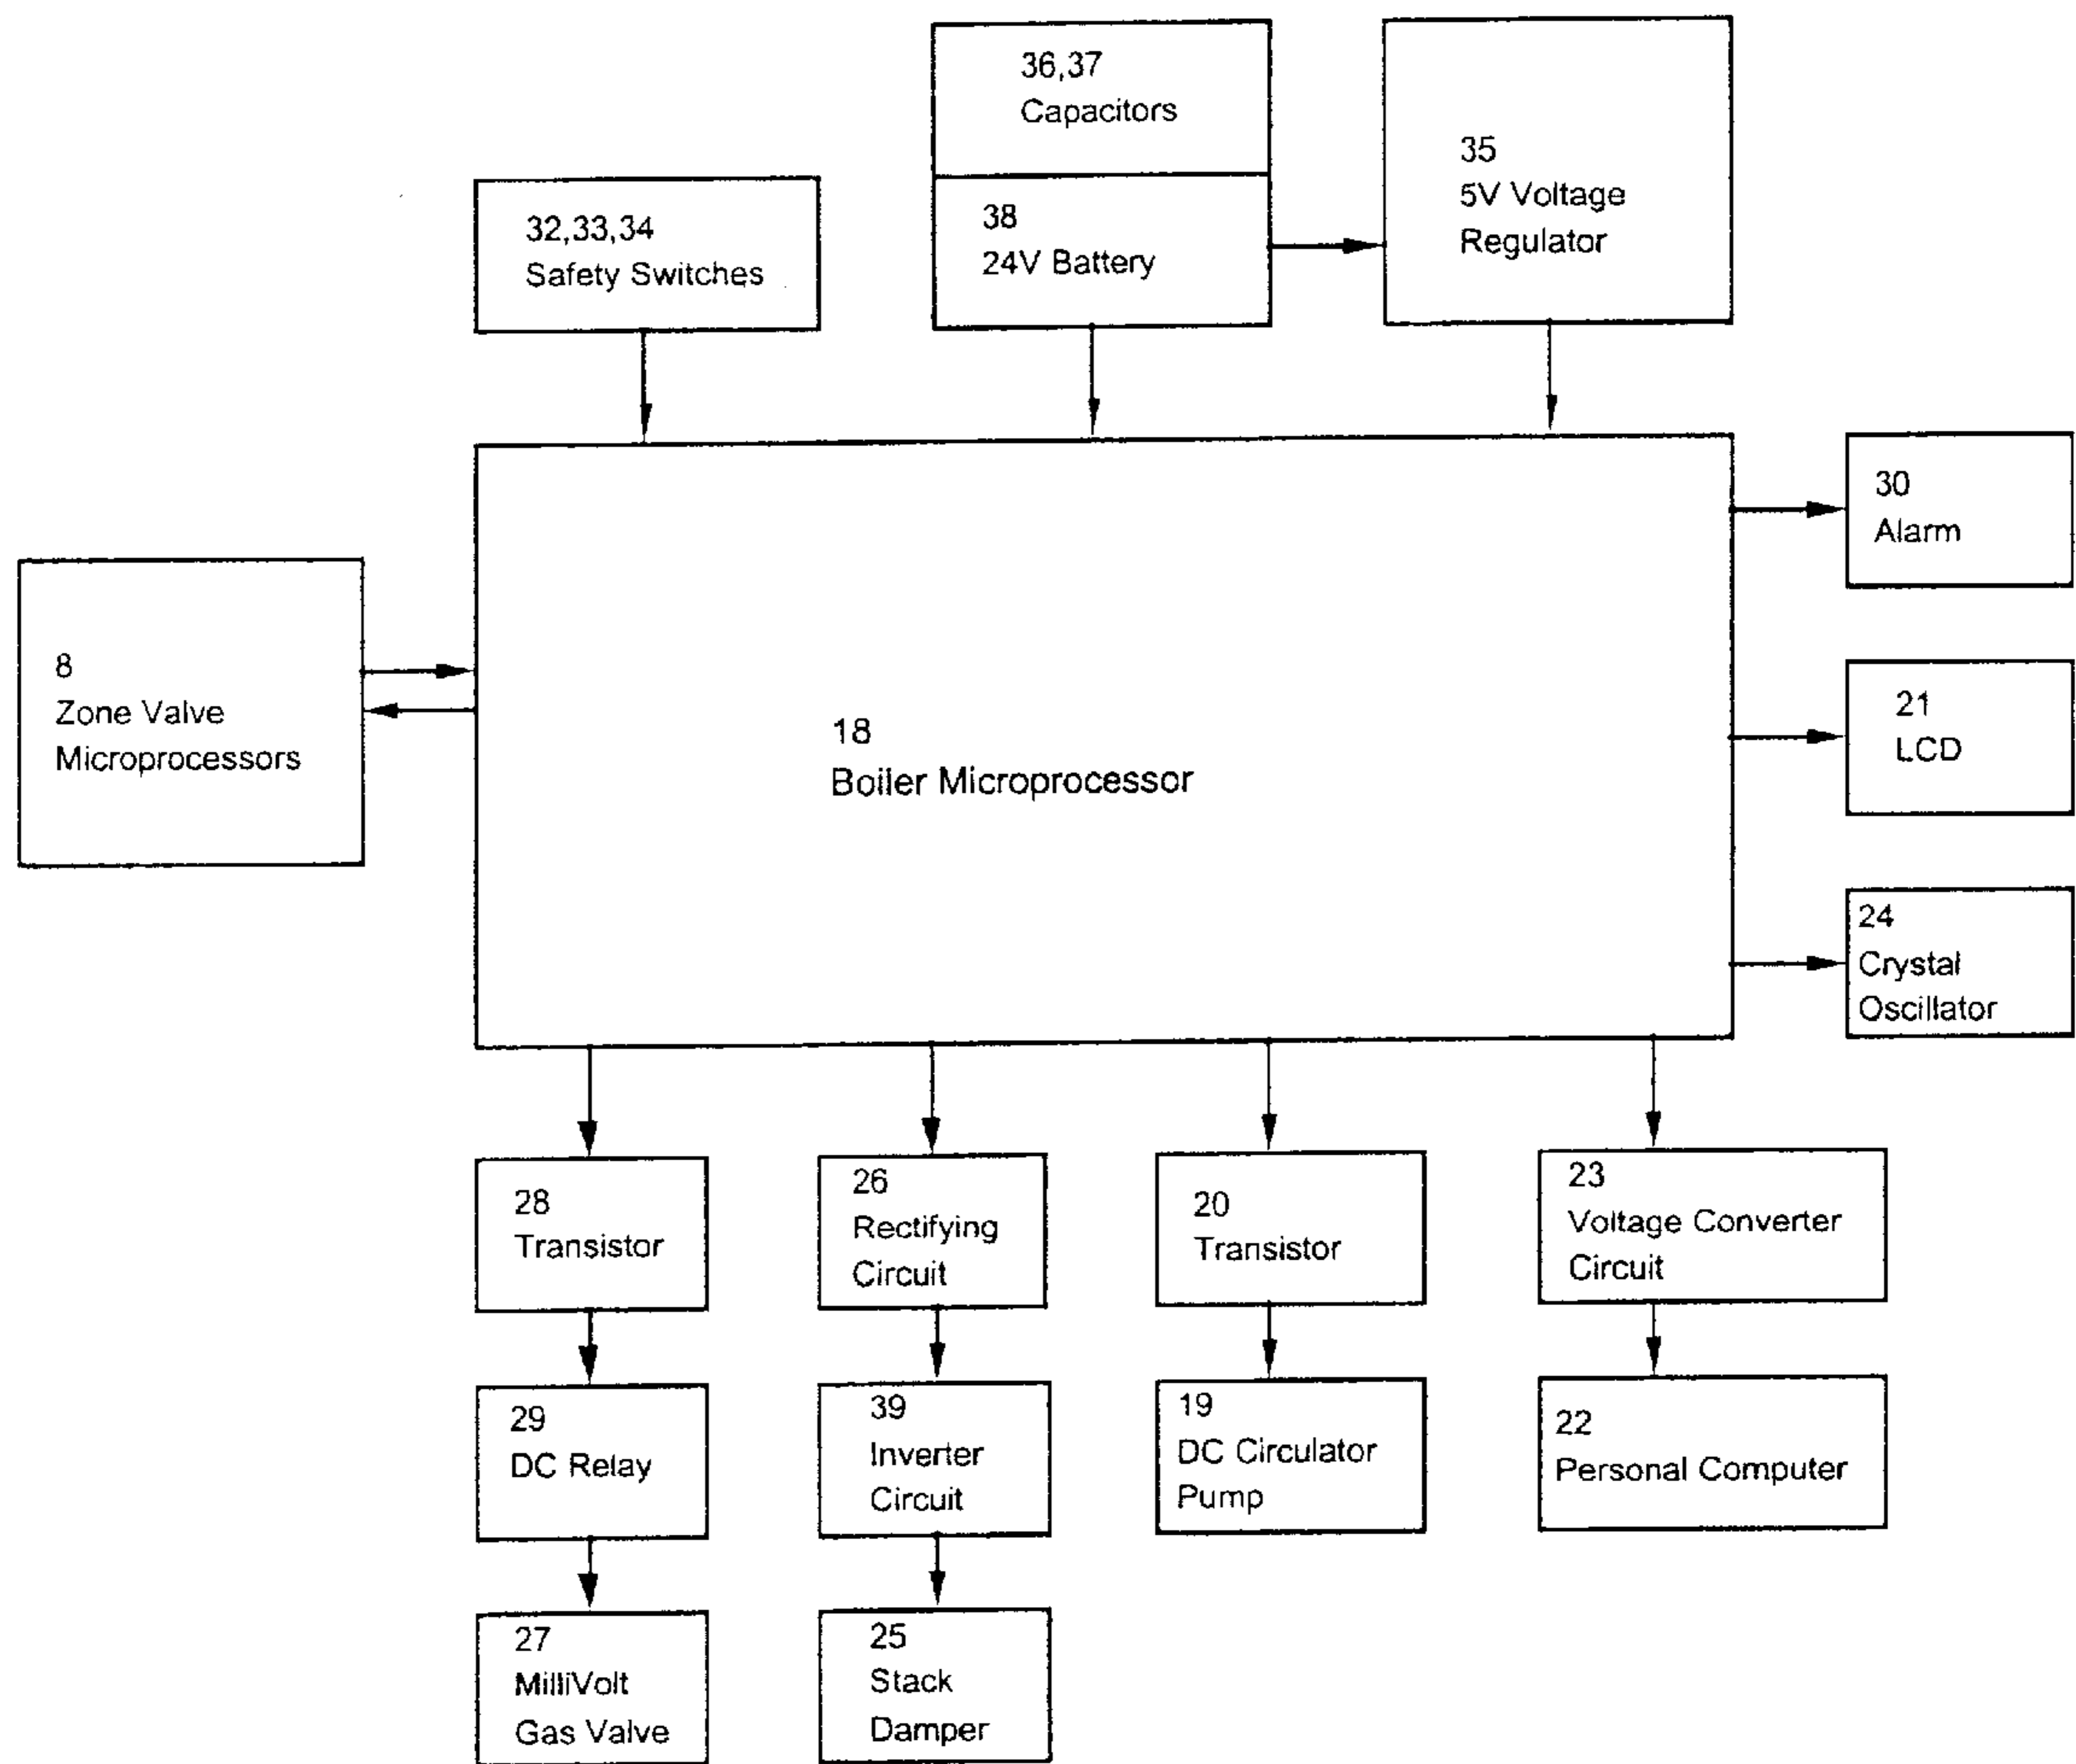 36,37
Capacitors
35
5V Voltage
Regulator
32,33,34
Safety Switches
38
24V Battery
30
Alarm
8
Zone Valve
Microprocessors
18
Boiler Microprocessor
21
LCD
24
Crystal
Oscillator
28
Transistor
26
Rectifying
Circuit
20
Transistor
23
Voltage Converter
Circuit
29
DC Relay
39
Inverter
Circuit
19
DC Circulator
Pump
22
Personal Computer
27
MilliVolt
Gas Valve
25
Stack
Damper